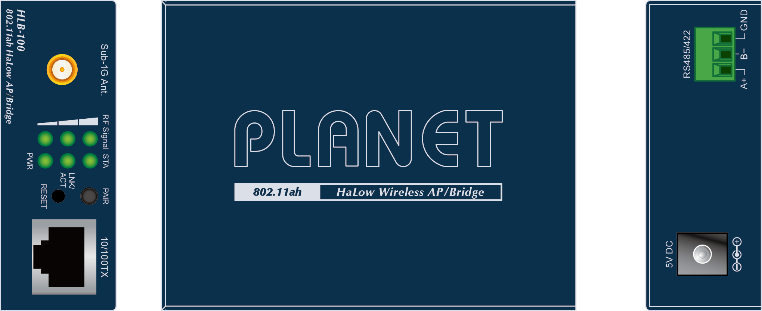 HLB-100
802.11ah HaLow AP/Bridge
Sub-1G Ant.
RF Signal
PWR
LNK/
ACT
STA
RESET
PAIR
10/100TX
PLANET
802.11ah HaLow Wireless AP/Bridge
RS485/422
GND
B−
A+
5V DC